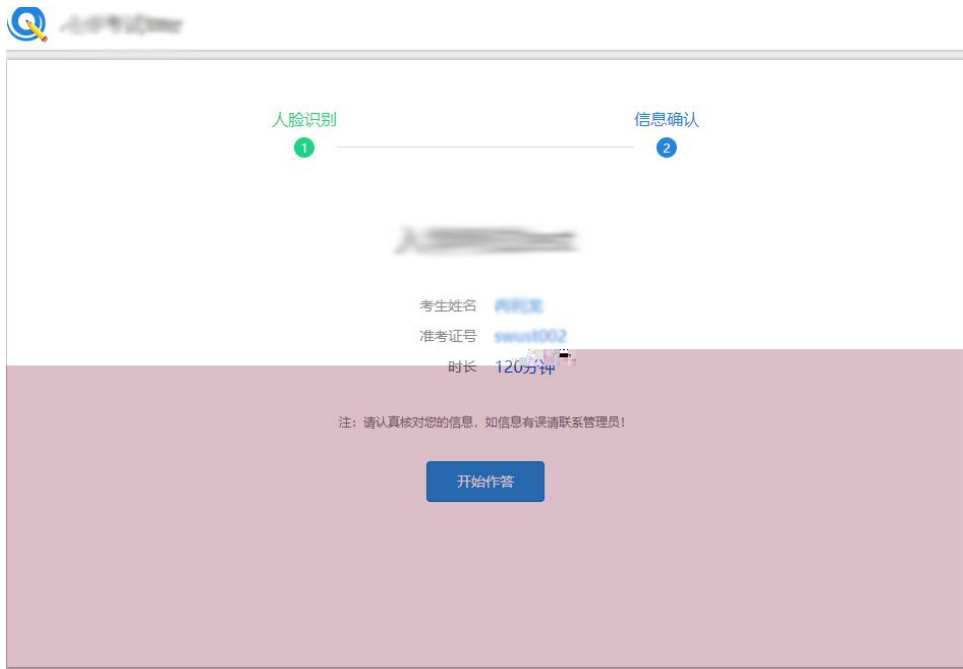 人脸识别
信息确认
1
2
考生姓名
准考证号 swust002
时长 120分钟
注：请认真核对您的信息，如信息有误请联系管理员！
开始作答